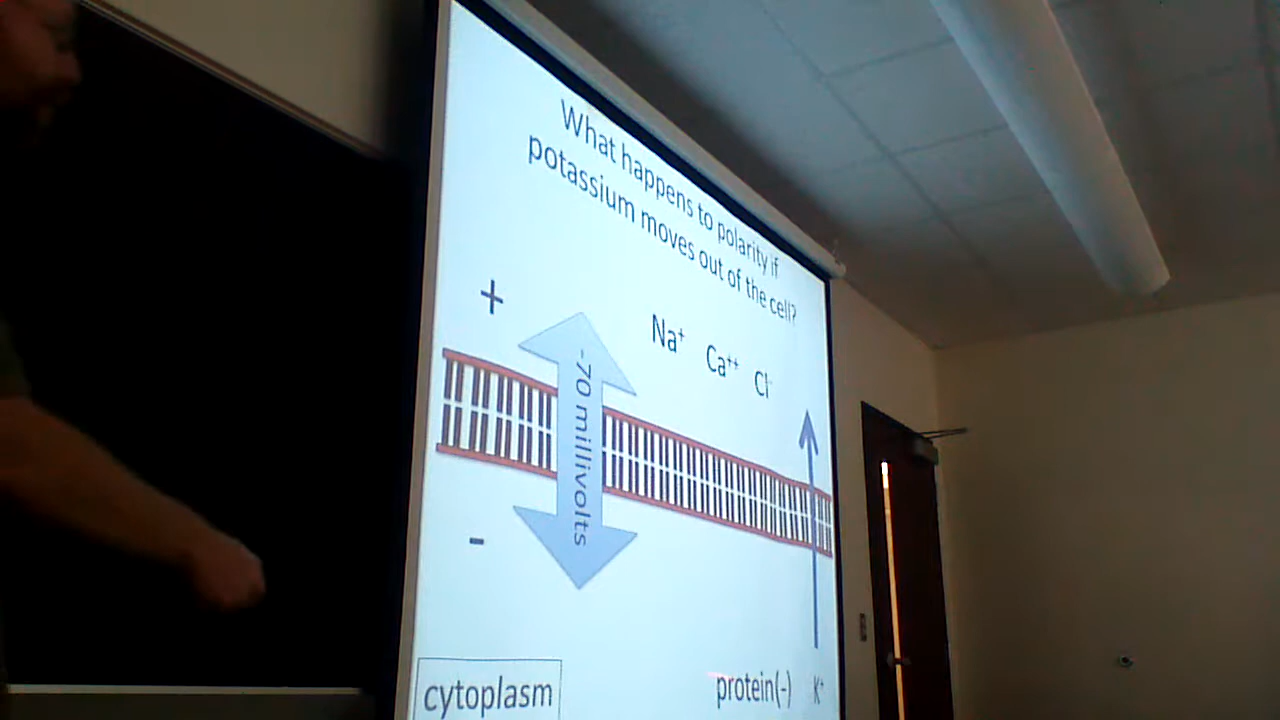 What happens to polarity if
potassium moves out of the cell?
+
Na⁺ Ca⁺⁺ Cl⁻
-70 millivolts
-
cytoplasm
protein(-) K⁺